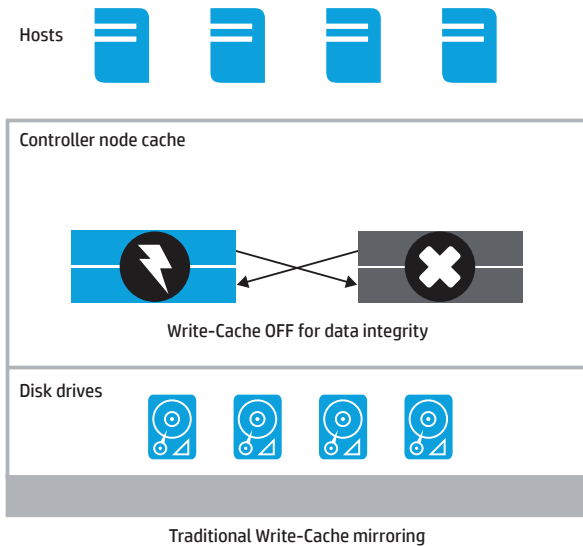 Hosts
Controller node cache
Write-Cache OFF for data integrity
Disk drives
Traditional Write-Cache mirroring